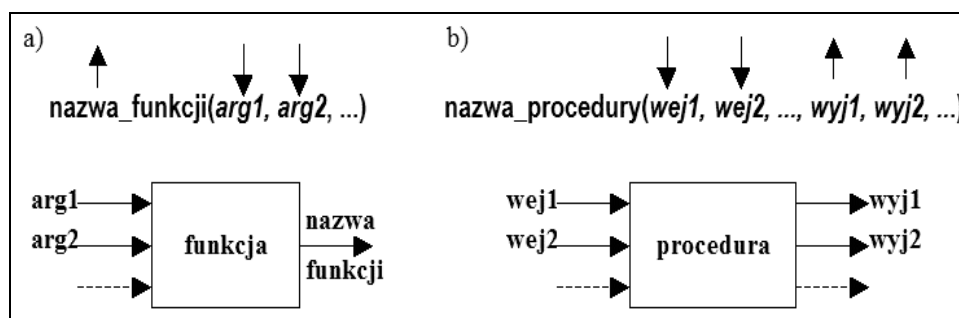 a)
nazwa_funkcji(arg1, arg2, ...)
arg1
arg2
funkcja
nazwa
funkcji
b)
nazwa_procedury(wej1, wej2, ..., wyj1, wyj2, ...)
wej1
wej2
procedura
wyj1
wyj2